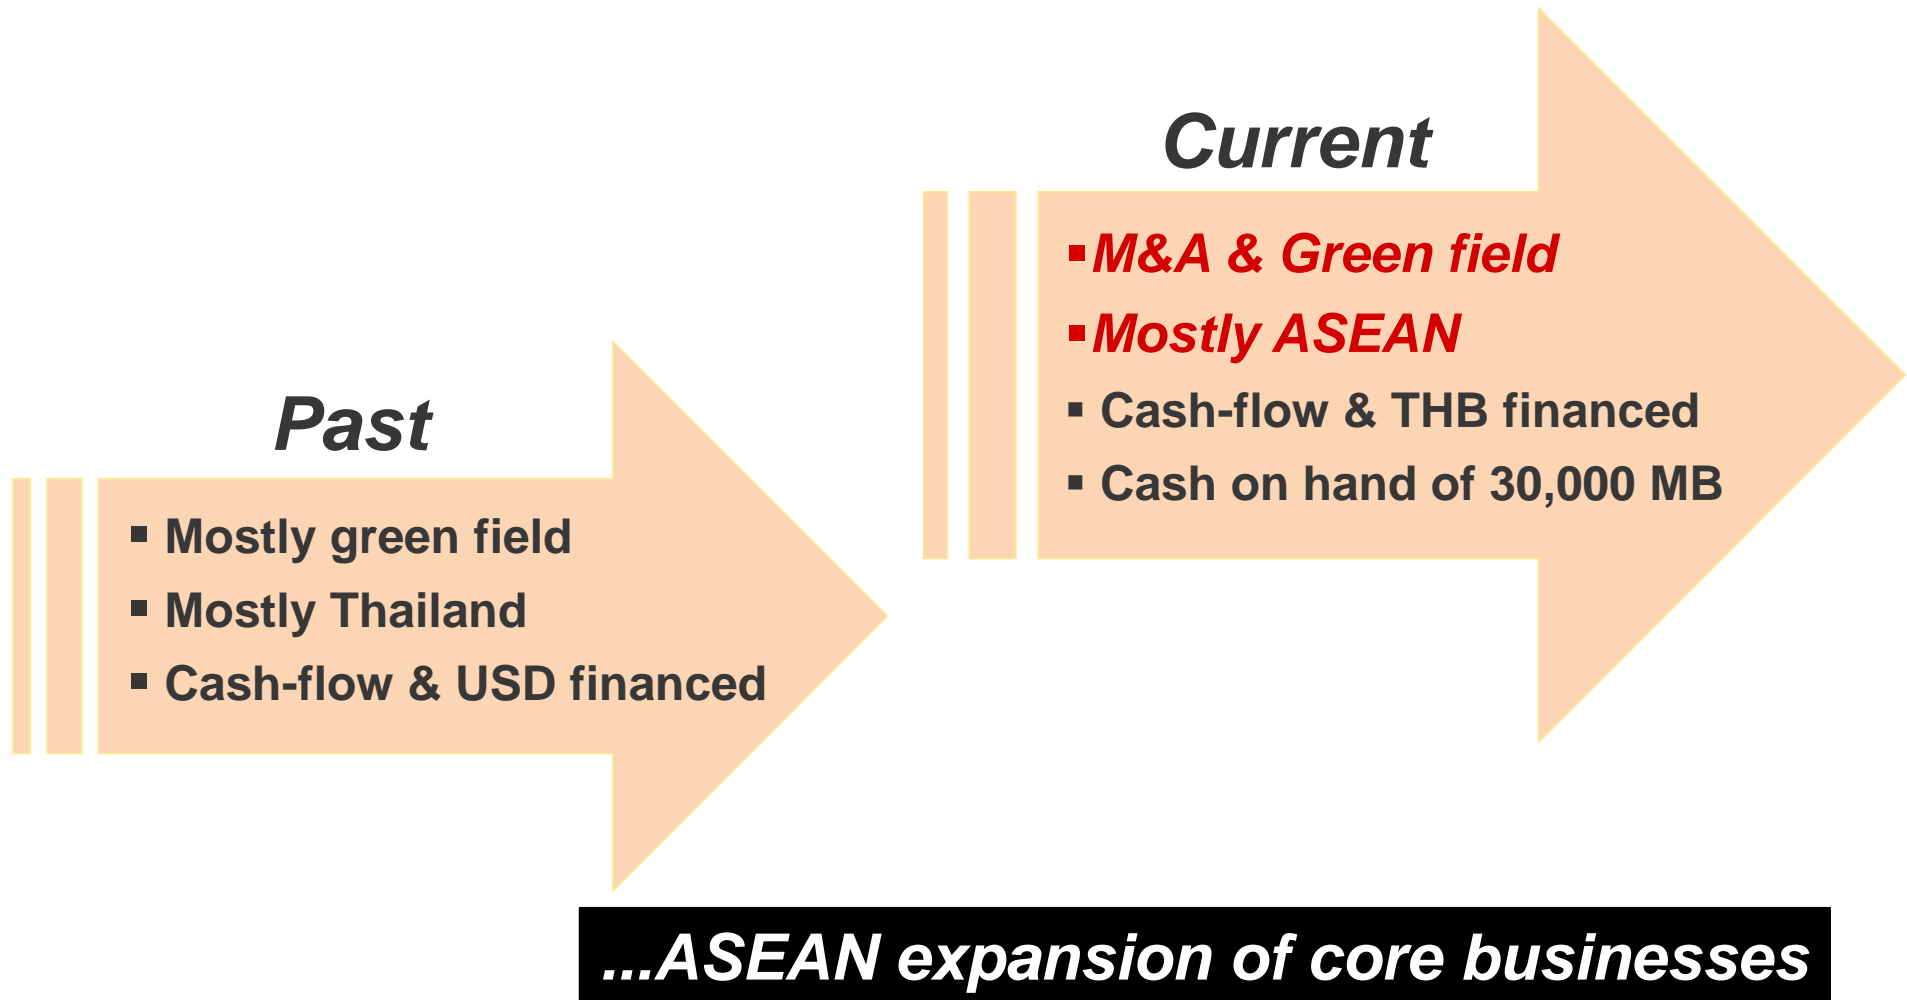 Past
▪ Mostly green field
▪ Mostly Thailand
▪ Cash-flow & USD financed
Current
▪M&A & Green field
▪Mostly ASEAN
▪ Cash-flow & THB financed
▪ Cash on hand of 30,000 MB
...ASEAN expansion of core businesses